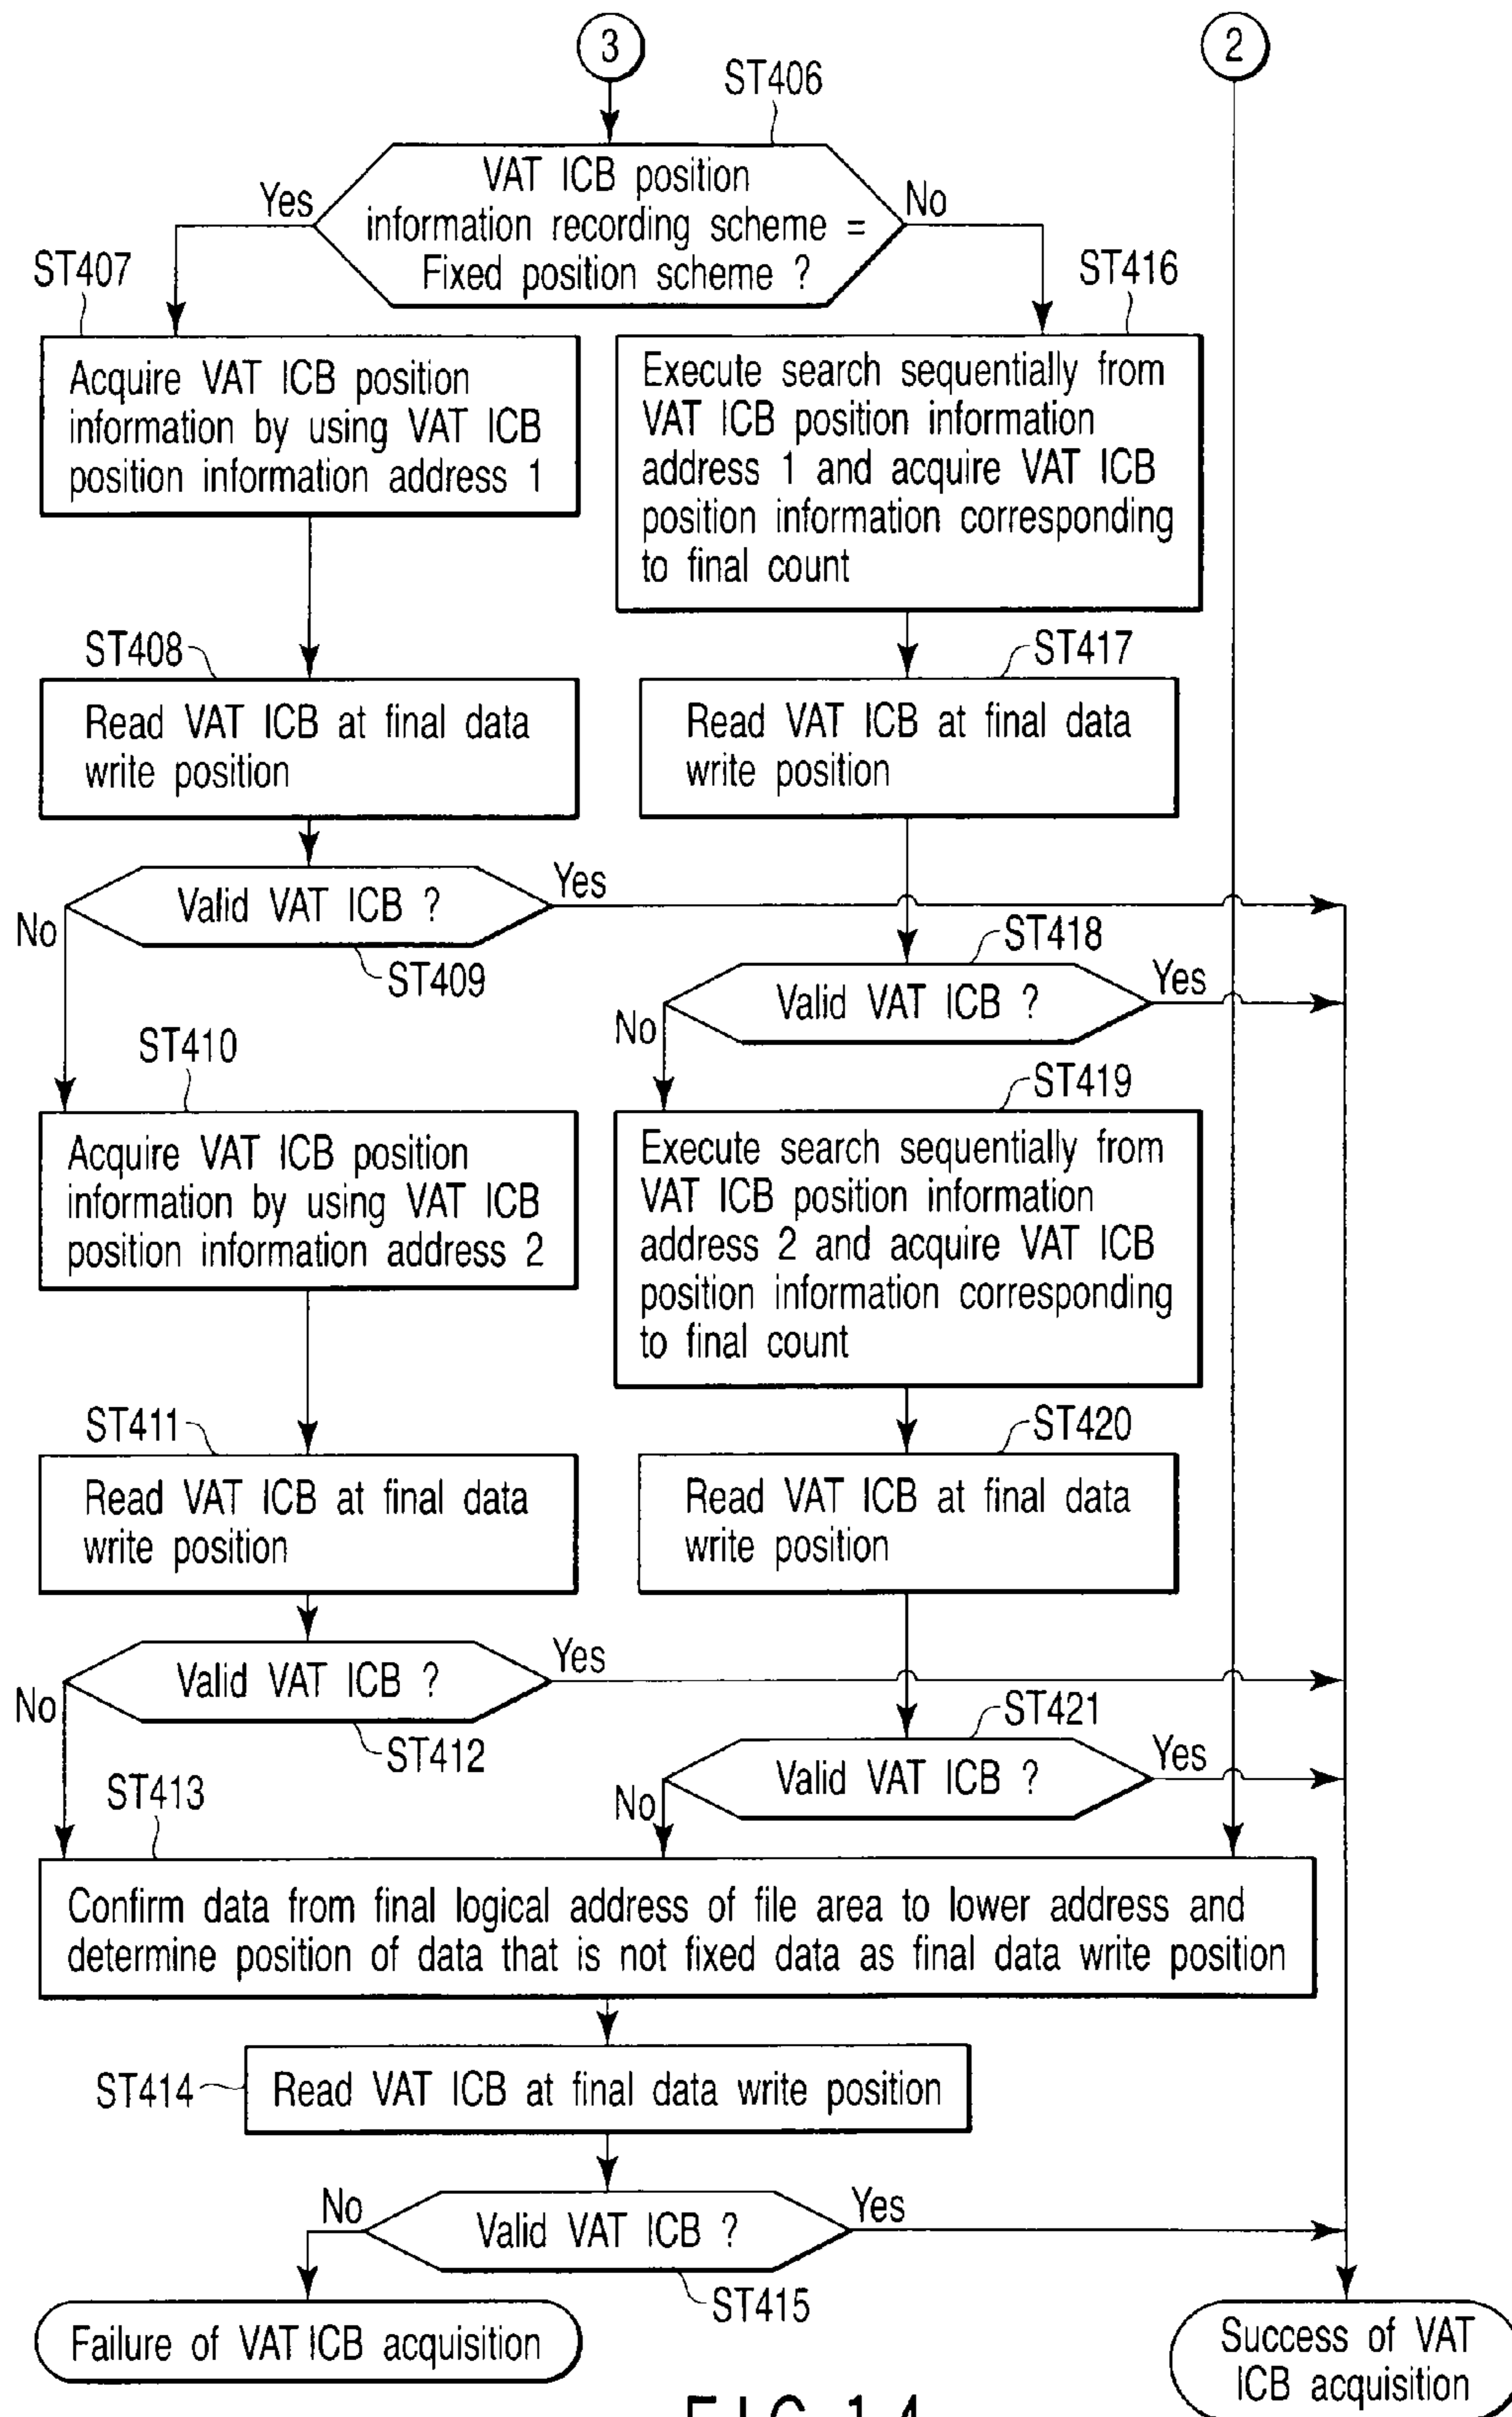 3
2
ST406
VAT ICB position
information recording scheme =
Fixed position scheme ?
Yes
No
ST407
Acquire VAT ICB position
information by using VAT ICB
position information address 1
ST416
Execute search sequentially from
VAT ICB position information
address 1 and acquire VAT ICB
position information corresponding
to final count
ST408
Read VAT ICB at final data
write position
ST417
Read VAT ICB at final data
write position
Valid VAT ICB ?
Yes
No
ST409
ST418
Valid VAT ICB ?
Yes
No
ST410
Acquire VAT ICB position
information by using VAT ICB
position information address 2
ST419
Execute search sequentially from
VAT ICB position information
address 2 and acquire VAT ICB
position information corresponding
to final count
ST411
Read VAT ICB at final data
write position
ST420
Read VAT ICB at final data
write position
Valid VAT ICB ?
Yes
No
ST412
ST421
Valid VAT ICB ?
Yes
No
ST413
Confirm data from final logical address of file area to lower address and
determine position of data that is not fixed data as final data write position
ST414
Read VAT ICB at final data write position
No
Valid VAT ICB ?
Yes
ST415
Failure of VAT ICB acquisition
Success of VAT
ICB acquisition
FIG. 14